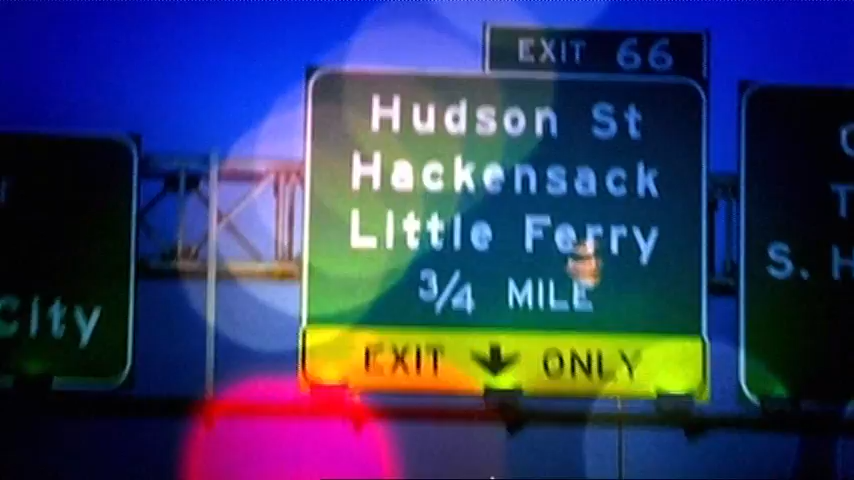 City
EXIT 66
Hudson St
Hackensack
Little Ferry
3/4 MILE
EXIT ONLY
S. H